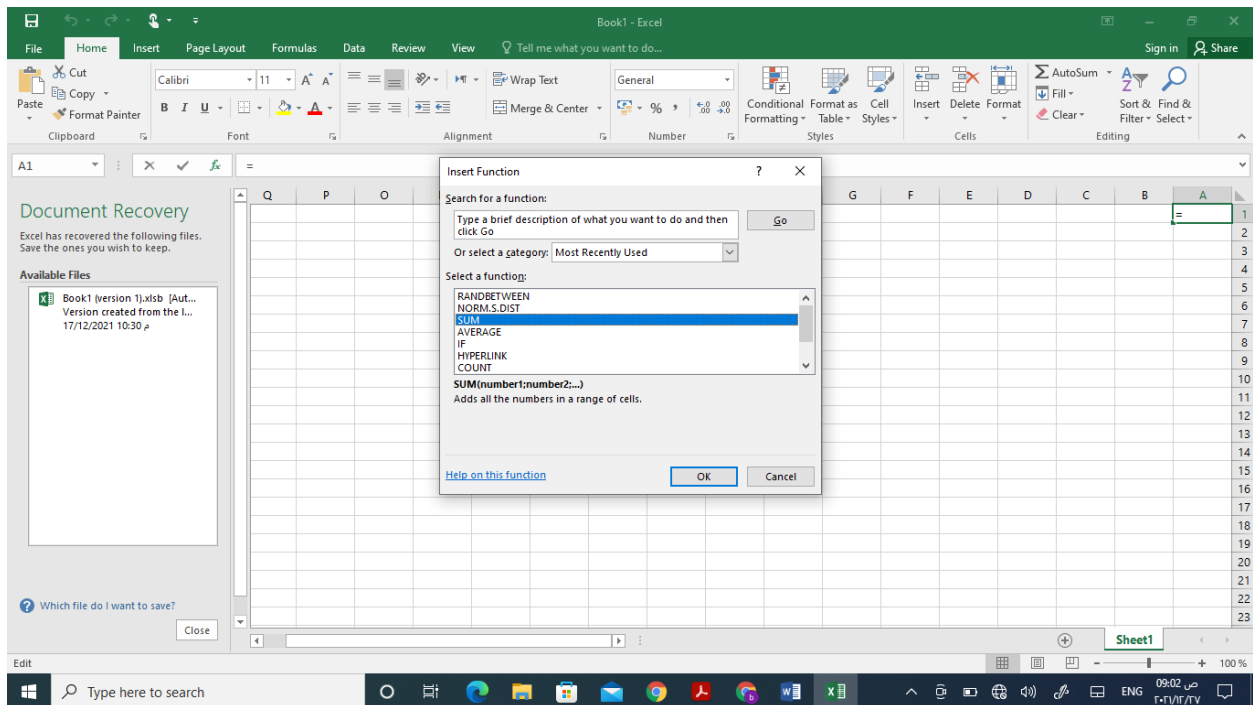 Book1 - Excel
File Home Insert Page Layout Formulas Data Review View Tell me what you want to do... Sign in Share
Paste
Cut
Copy
Format Painter
Clipboard
Calibri 11 A A
B I U A
Font
Wrap Text
Merge & Center
Alignment
General
% , .00 .00
Number
Conditional Formatting
Format as Table
Cell Styles
Styles
Insert Delete Format
Cells
AutoSum
Fill
Clear
Sort & Filter
Find & Select
Editing
A1 fx =
Document Recovery
Excel has recovered the following files.
Save the ones you wish to keep.
Available Files
Book1 (version 1).xlsb [Aut...
Version created from the l...
17/12/2021 10:30 م
Which file do I want to save?
Close
Q P O G F E D C B A
=
1
2
3
4
5
6
7
8
9
10
11
12
13
14
15
16
17
18
19
20
21
22
23
Insert Function ? ×
Search for a function:
Type a brief description of what you want to do and then
click Go
Go
Or select a category: Most Recently Used
Select a function:
RANDBETWEEN
NORM.S.DIST
SUM
AVERAGE
IF
HYPERLINK
COUNT
SUM(number1;number2;...)
Adds all the numbers in a range of cells.
Help on this function
OK Cancel
Sheet1
Edit
100 %
Type here to search
ENG
09:02 ص
٢٠٢١/١٢/٢٧